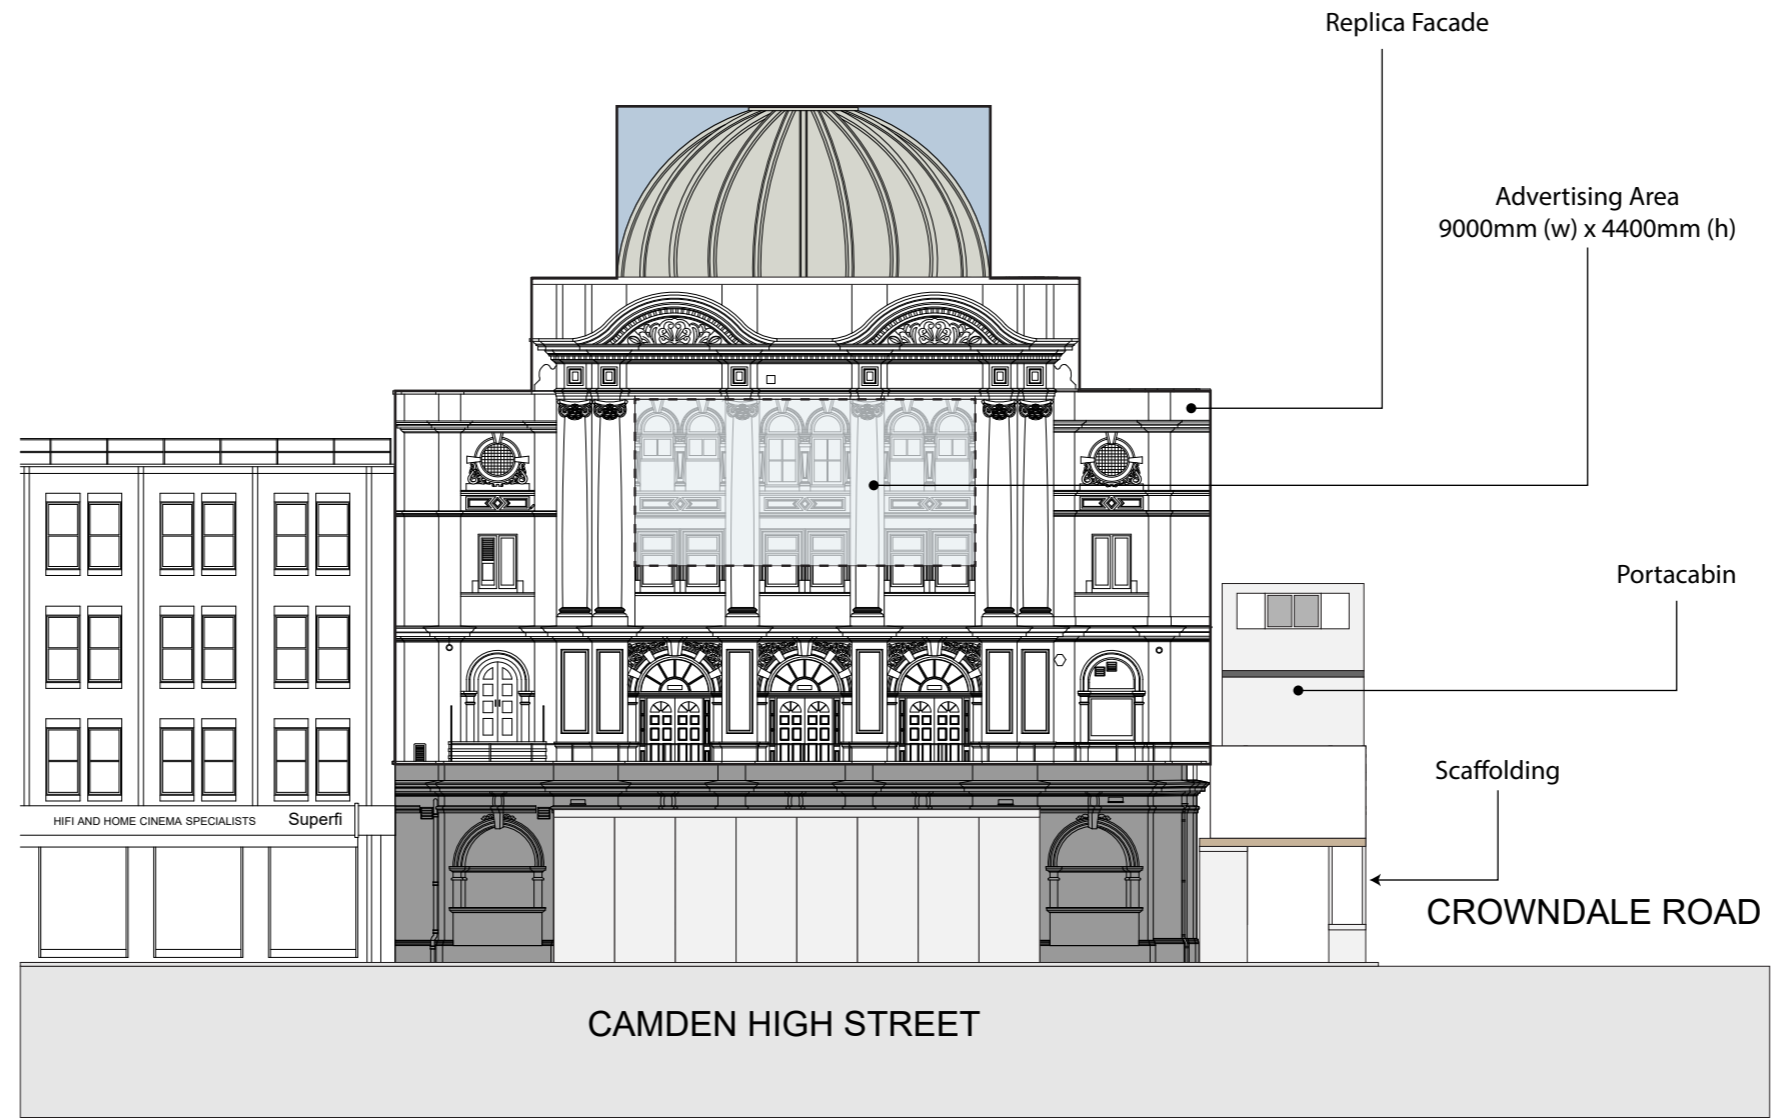 Replica Facade
Advertising Area
9000mm (w) x 4400mm (h)
Portacabin
Scaffolding
HIFI AND HOME CINEMA SPECIALISTS Superfi
CROWNDALE ROAD
CAMDEN HIGH STREET